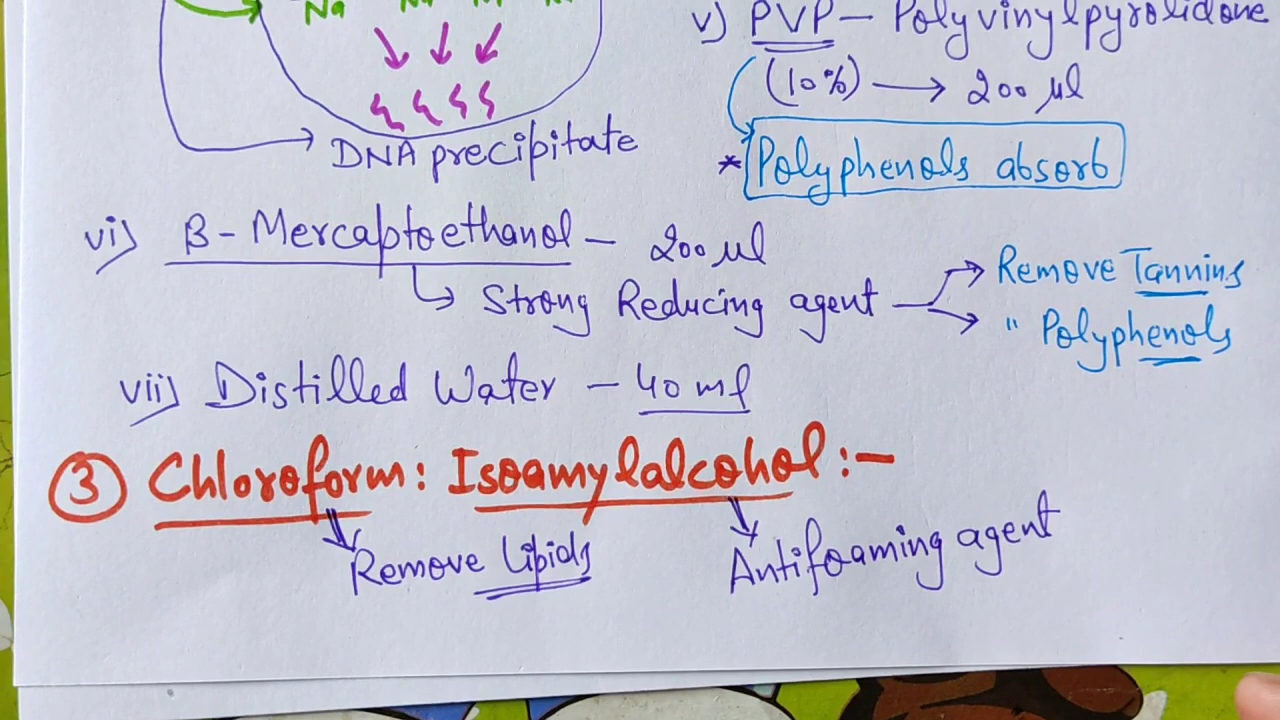 Na
v) PVP - Polyvinylpyrolidone
(10%) → 200 µl
DNA precipitate
* Polyphenols absorb
vi) β - Mercaptoethanol - 200 µl
Strong Reducing agent
Remove Tannins
" Polyphenols
vii) Distilled Water - 40 ml
③ Chloroform: Isoamylalcohol :-
Remove Lipids
Antifoaming agent